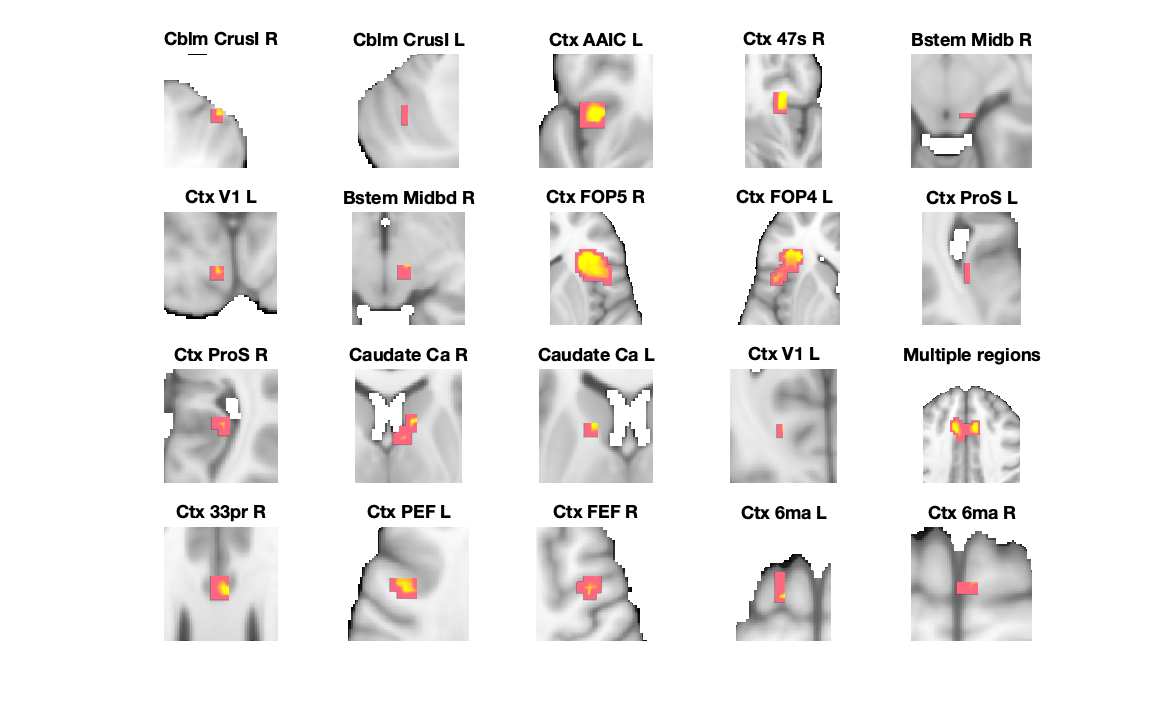 Cblm CrusI R
Cblm CrusI L
Ctx AAIC L
Ctx 47s R
Bstem Midb R
Ctx V1 L
Bstem Midbd R
Ctx FOP5 R
Ctx FOP4 L
Ctx ProS L
Ctx ProS R
Caudate Ca R
Caudate Ca L
Ctx V1 L
Multiple regions
Ctx 33pr R
Ctx PEF L
Ctx FEF R
Ctx 6ma L
Ctx 6ma R